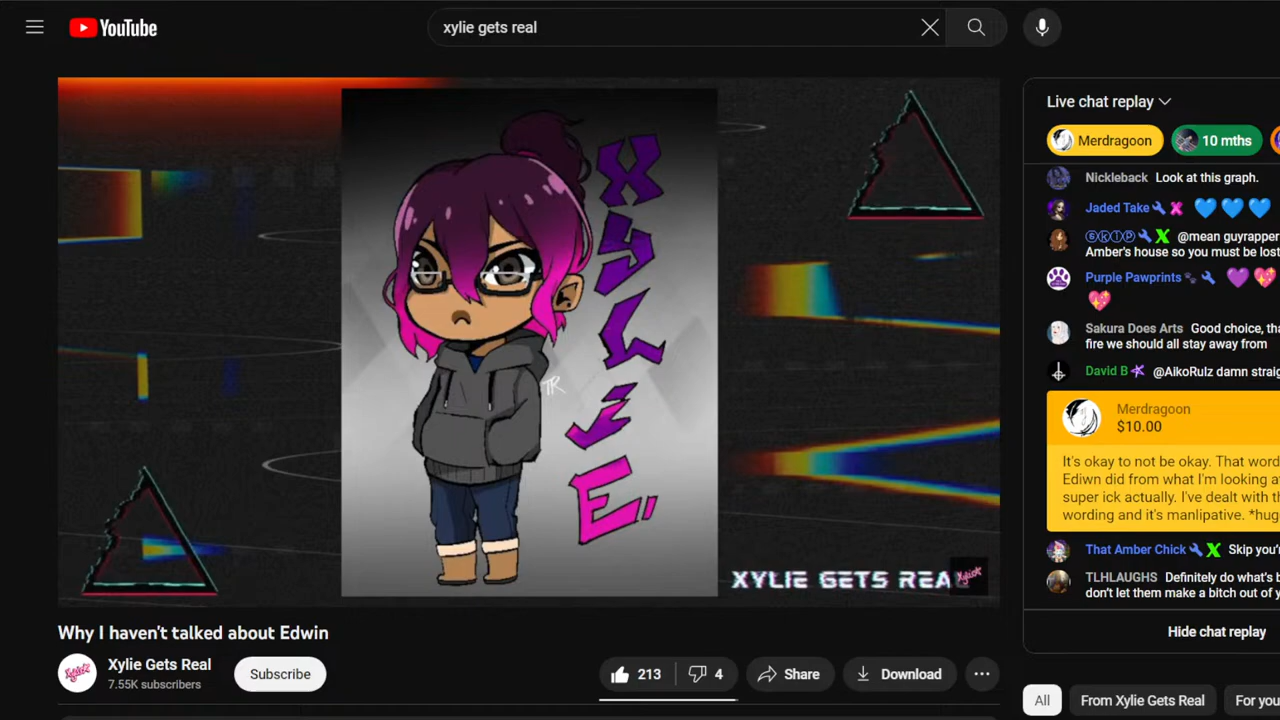 YouTube
xylie gets real
XYLIE
TR
XYLIE GETS REA
Why I haven't talked about Edwin
Xylie Gets Real
7.55K subscribers
Subscribe
213
4
Share
Download
Live chat replay
Merdragoon
10 mths
Nickleback Look at this graph.
Jaded Take
ⓈⓀⒾⓅ @mean guyrapper
Amber's house so you must be lost
Purple Pawprints
Sakura Does Arts Good choice, tha
fire we should all stay away from
David B @AikoRulz damn straig
Merdragoon
$10.00
It's okay to not be okay. That word
Ediwn did from what I'm looking at
super ick actually. I've dealt with th
wording and it's manlipative. *hug
That Amber Chick Skip you'
TLHLAUGHS Definitely do what's b
don't let them make a bitch out of y
Hide chat replay
All
From Xylie Gets Real
For you